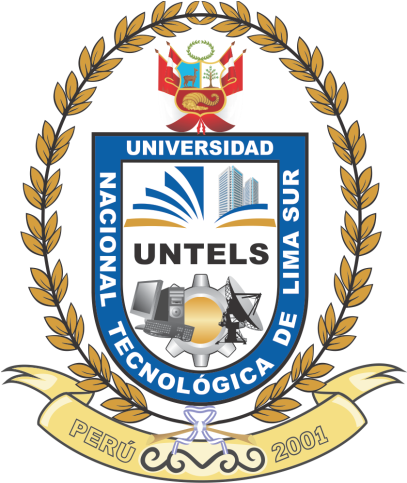 UNIVERSIDAD
NACIONAL TECNOLÓGICA DE LIMA SUR
UNTELS
PERÚ 2001